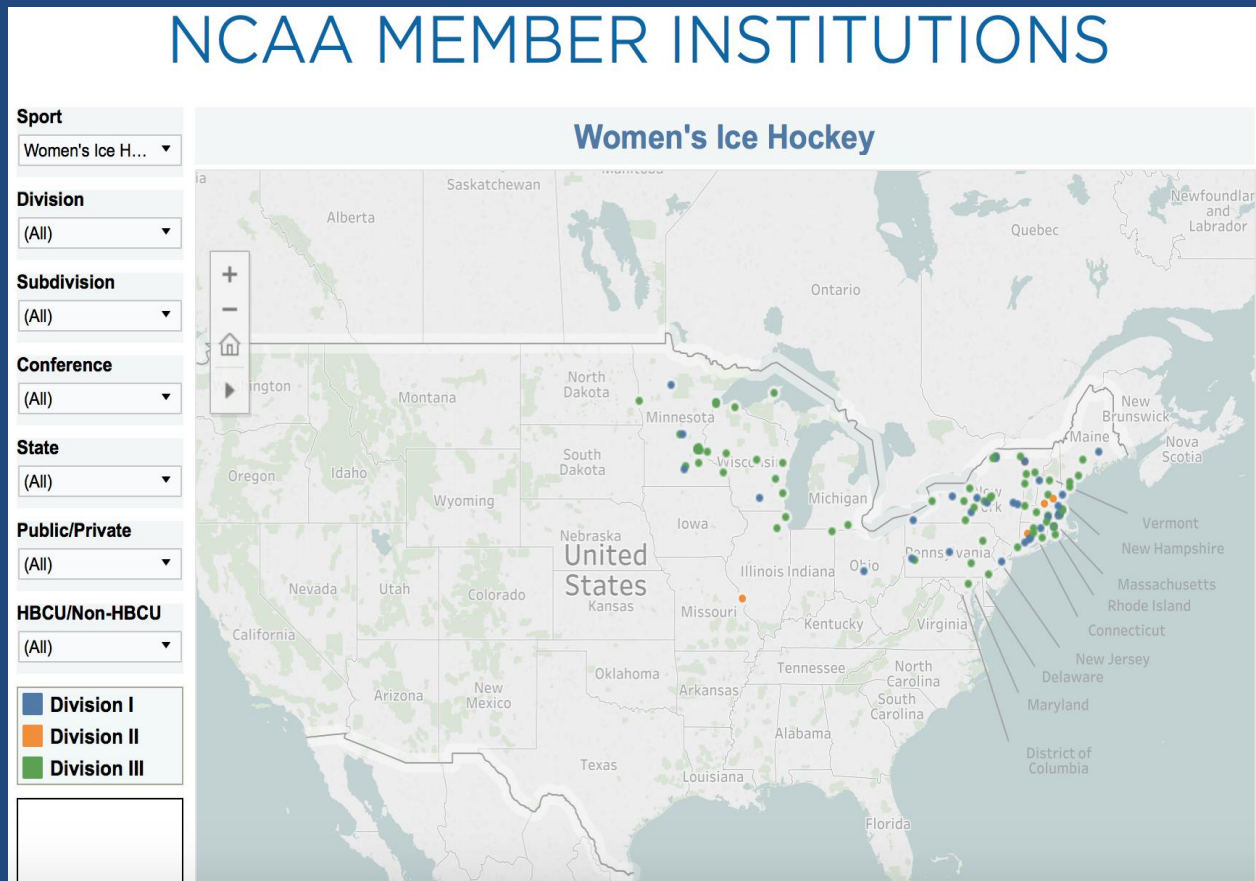 NCAA MEMBER INSTITUTIONS
Sport
Women's Ice H...
Division
(All)
Subdivision
(All)
Conference
(All)
State
(All)
Public/Private
(All)
HBCU/Non-HBCU
(All)
Division I
Division II
Division III
Women's Ice Hockey
Saskatchewan
Alberta
Ontario
Quebec
Newfoundlan
and
Labrador
ington
Montana
North
Dakota
Minnesota
New
Brunswick
Maine
Nova
Scotia
Oregon
Idaho
South
Dakota
Wyoming
Michigan
Iowa
Nebraska
United
States
Kansas
Nevada
Utah
Colorado
Illinois
Indiana
Missouri
Kentucky
Virginia
California
Vermont
New Hampshire
Massachusetts
Rhode Island
Connecticut
New Jersey
Delaware
Maryland
District of
Columbia
Arizona
New
Mexico
Oklahoma
Arkansas
Tennessee
North
Carolina
South
Carolina
Alabama
Texas
Louisiana
Florida